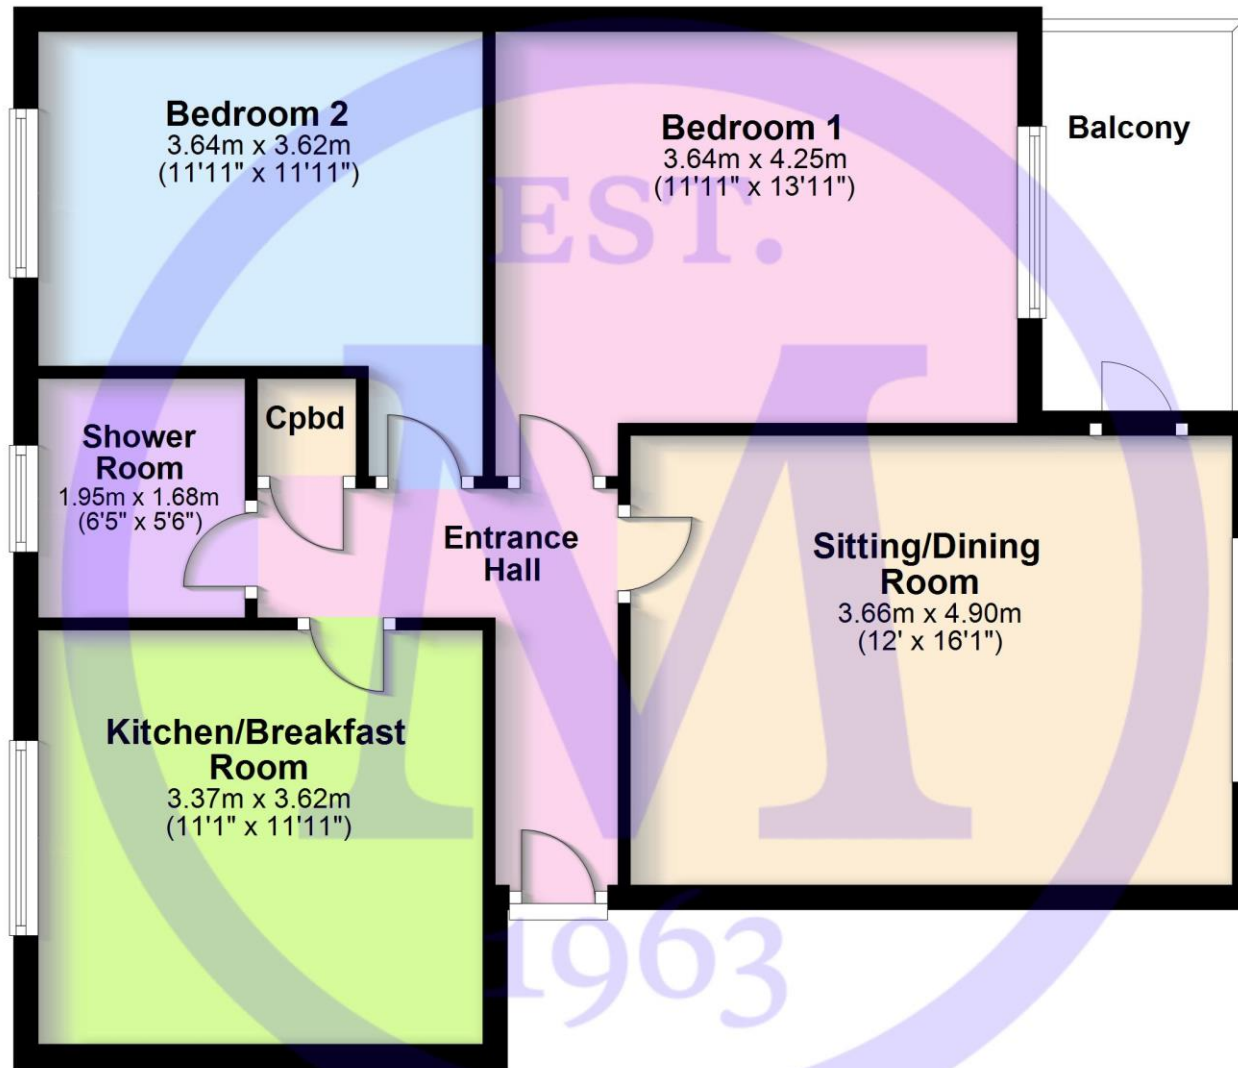 Bedroom 2
3.64m x 3.62m
(11'11" x 11'11")
Bedroom 1
3.64m x 4.25m
(11'11" x 13'11")
Balcony
EST.
Cpbd
Shower
Room
1.95m x 1.68m
(6'5" x 5'6")
Entrance
Hall
Sitting/Dining
Room
3.66m x 4.90m
(12' x 16'1")
M
Kitchen/Breakfast
Room
3.37m x 3.62m
(11'1" x 11'11")
1963